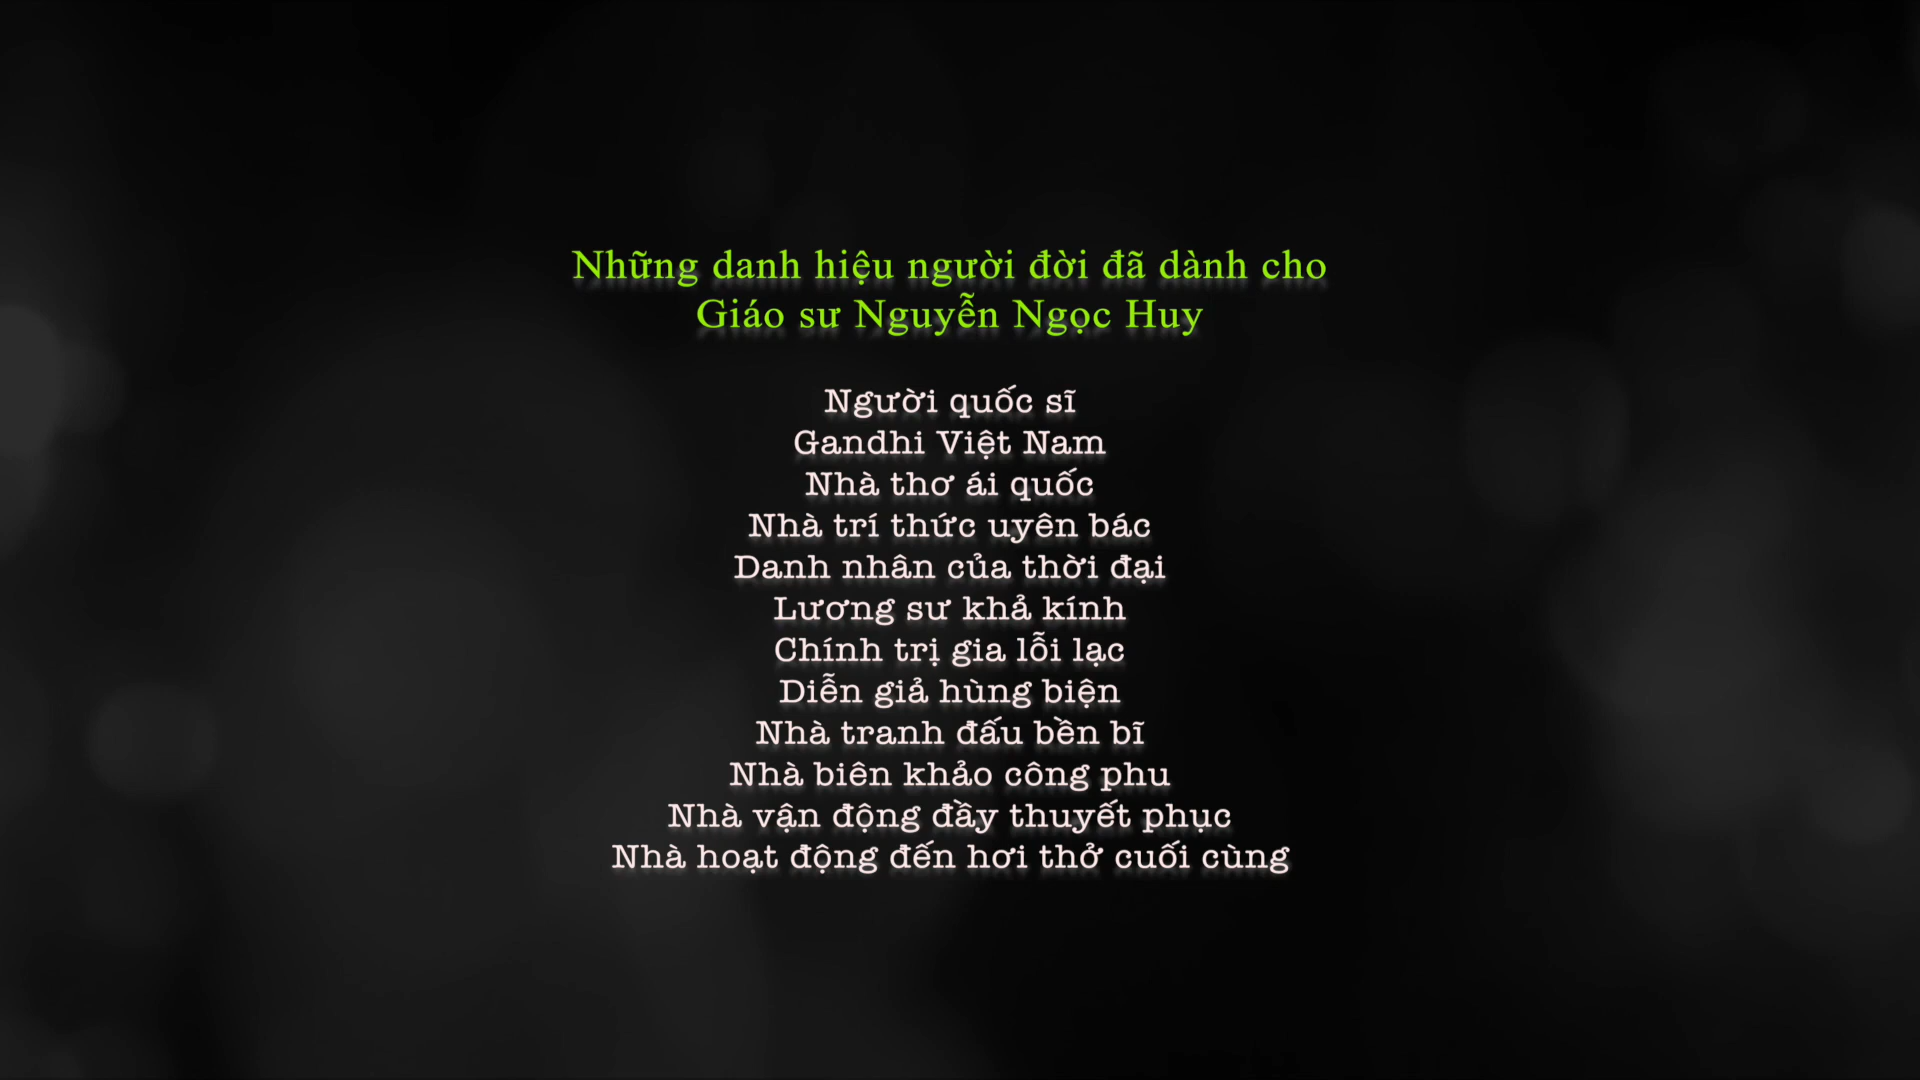 Những danh hiệu người đời đã dành cho
Giáo sư Nguyễn Ngọc Huy
Người quốc sĩ
Gandhi Việt Nam
Nhà thơ ái quốc
Nhà trí thức uyên bác
Danh nhân của thời đại
Lương sư khả kính
Chính trị gia lỗi lạc
Diễn giả hùng biện
Nhà tranh đấu bền bĩ
Nhà biên khảo công phu
Nhà vận động đầy thuyết phục
Nhà hoạt động đến hơi thở cuối cùng